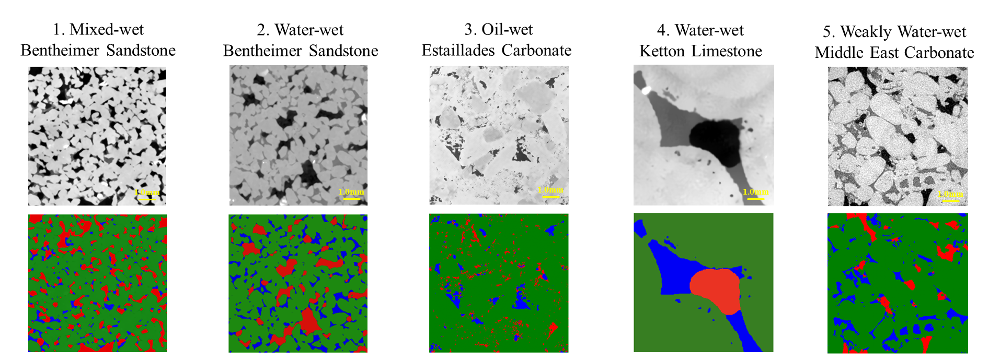 1. Mixed-wet
Bentheimer Sandstone
2. Water-wet
Bentheimer Sandstone
3. Oil-wet
Estaillades Carbonate
4. Water-wet
Ketton Limestone
5. Weakly Water-wet
Middle East Carbonate
1.0mm
1.0mm
1.0mm
1.0mm
1.0mm